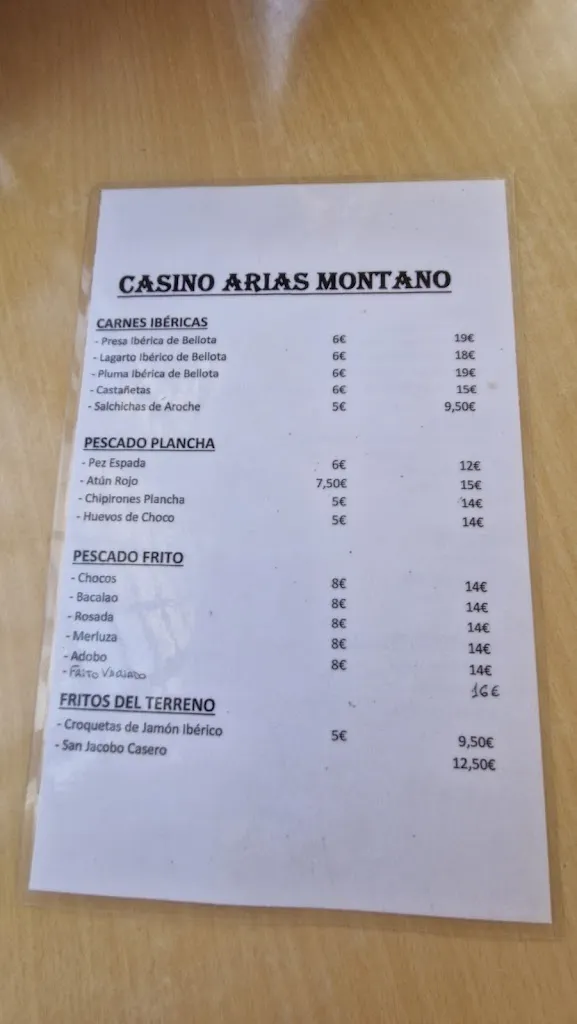 CASINO ARIAS MONTANO
CARNES IBÉRICAS
- Presa Ibérica de Bellota 6€ 19€
- Lagarto Ibérico de Bellota 6€ 18€
- Pluma Ibérica de Bellota 6€ 19€
- Castañetas 6€ 15€
- Salchichas de Aroche 5€ 9,50€
PESCADO PLANCHA
- Pez Espada 6€ 12€
- Atún Rojo 7,50€ 15€
- Chipirones Plancha 5€ 14€
- Huevos de Choco 5€ 14€
PESCADO FRITO
- Chocos 8€ 14€
- Bacalao 8€ 14€
- Rosada 8€ 14€
- Merluza 8€ 14€
- Adobo 8€ 14€
- FRITO VARIADO 16€
FRITOS DEL TERRENO
- Croquetas de Jamón Ibérico 5€ 9,50€
- San Jacobo Casero 12,50€